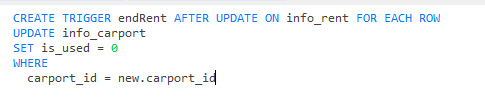 CREATE TRIGGER endRent AFTER UPDATE ON info_rent FOR EACH ROW
UPDATE info_carport
SET is_used = 0
WHERE
carport_id = new.carport_id